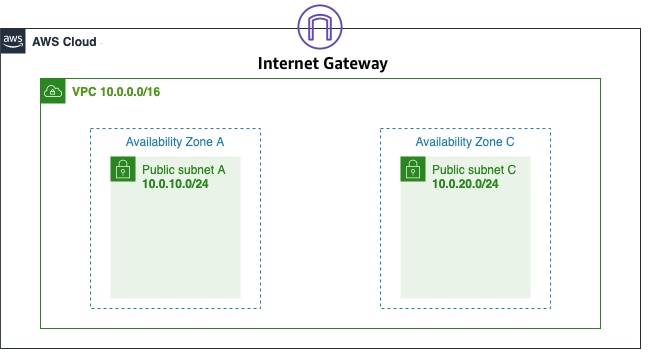 aws
AWS Cloud
Internet Gateway
VPC 10.0.0.0/16
Availability Zone A
Public subnet A
10.0.10.0/24
Availability Zone C
Public subnet C
10.0.20.0/24